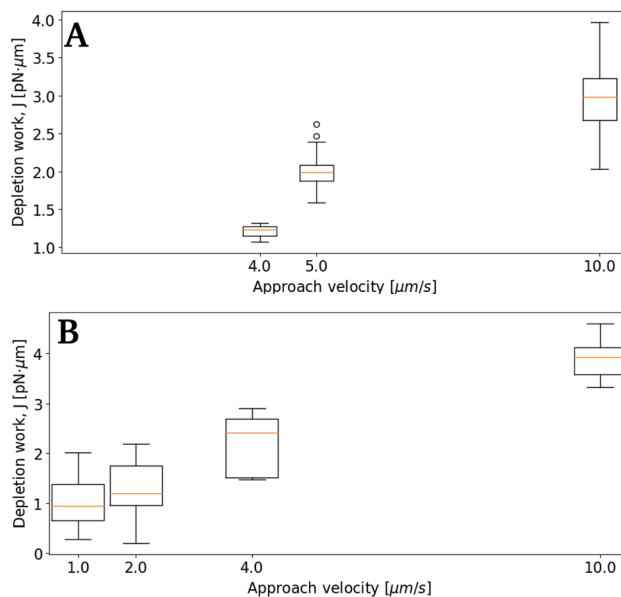 A
4.0
3.5
3.0
2.5
2.0
1.5
1.0
Depletion work, J [pN·μm]
4.0 5.0 10.0
Approach velocity [μm/s]
B
4
3
2
1
0
Depletion work, J [pN·μm]
1.0 2.0 4.0 10.0
Approach velocity [μm/s]